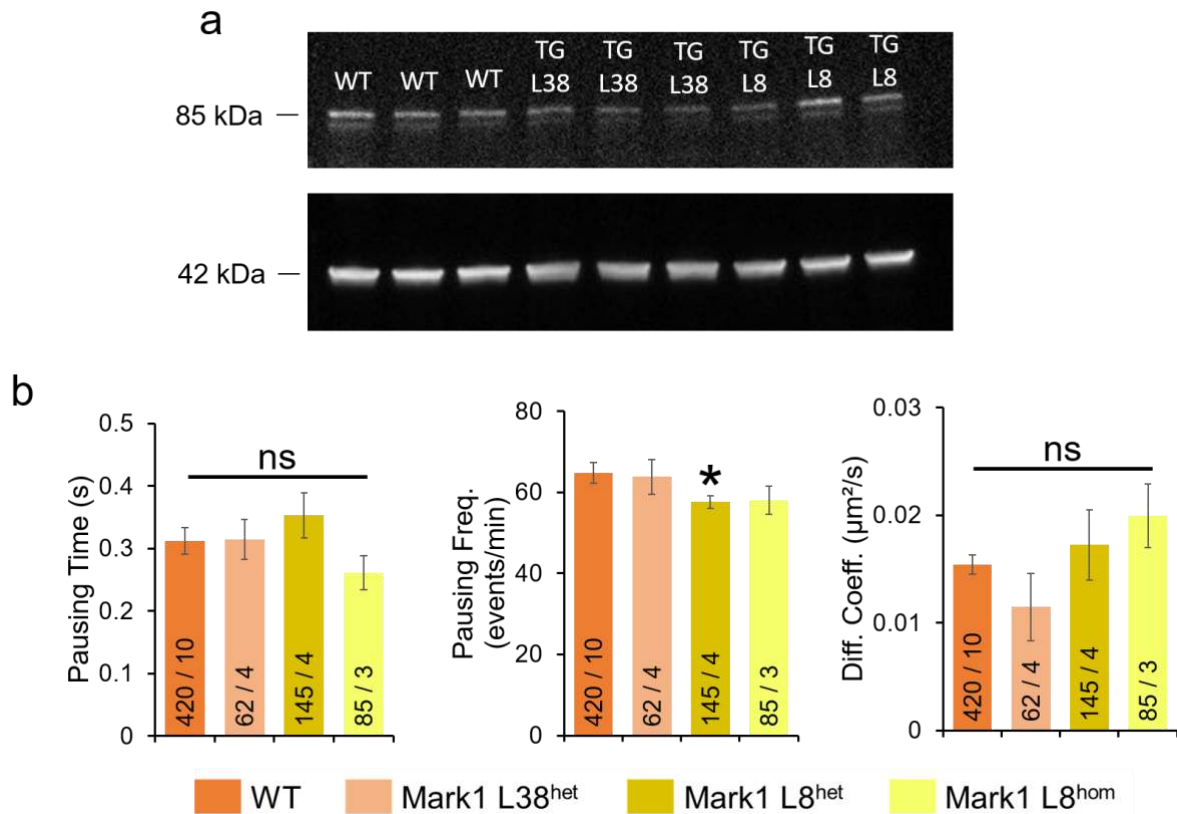 a
WT WT WT TG L38 TG L38 TG L38 TG L8 TG L8 TG L8
85 kDa
42 kDa
b
Pausing Time (s)
0.5
0.4
0.3
0.2
0.1
0
ns
420 / 10
62 / 4
145 / 4
85 / 3
Pausing Freq.
(events/min)
80
60
40
20
0
*
420 / 10
62 / 4
145 / 4
85 / 3
Diff. Coeff. (µm²/s)
0.03
0.02
0.01
0
ns
420 / 10
62 / 4
145 / 4
85 / 3
WT Mark1 L38het Mark1 L8het Mark1 L8hom